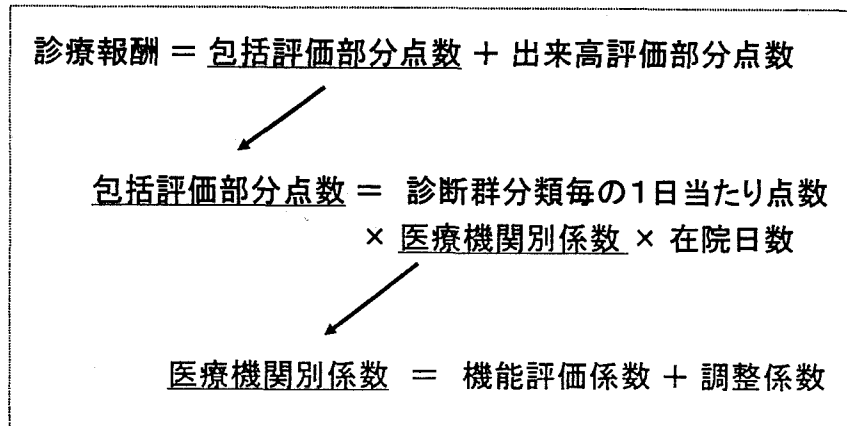 診療報酬 = 包括評価部分点数 + 出来高評価部分点数
包括評価部分点数 = 診断群分類毎の1日当たり点数
× 医療機関別係数 × 在院日数
医療機関別係数 = 機能評価係数 + 調整係数